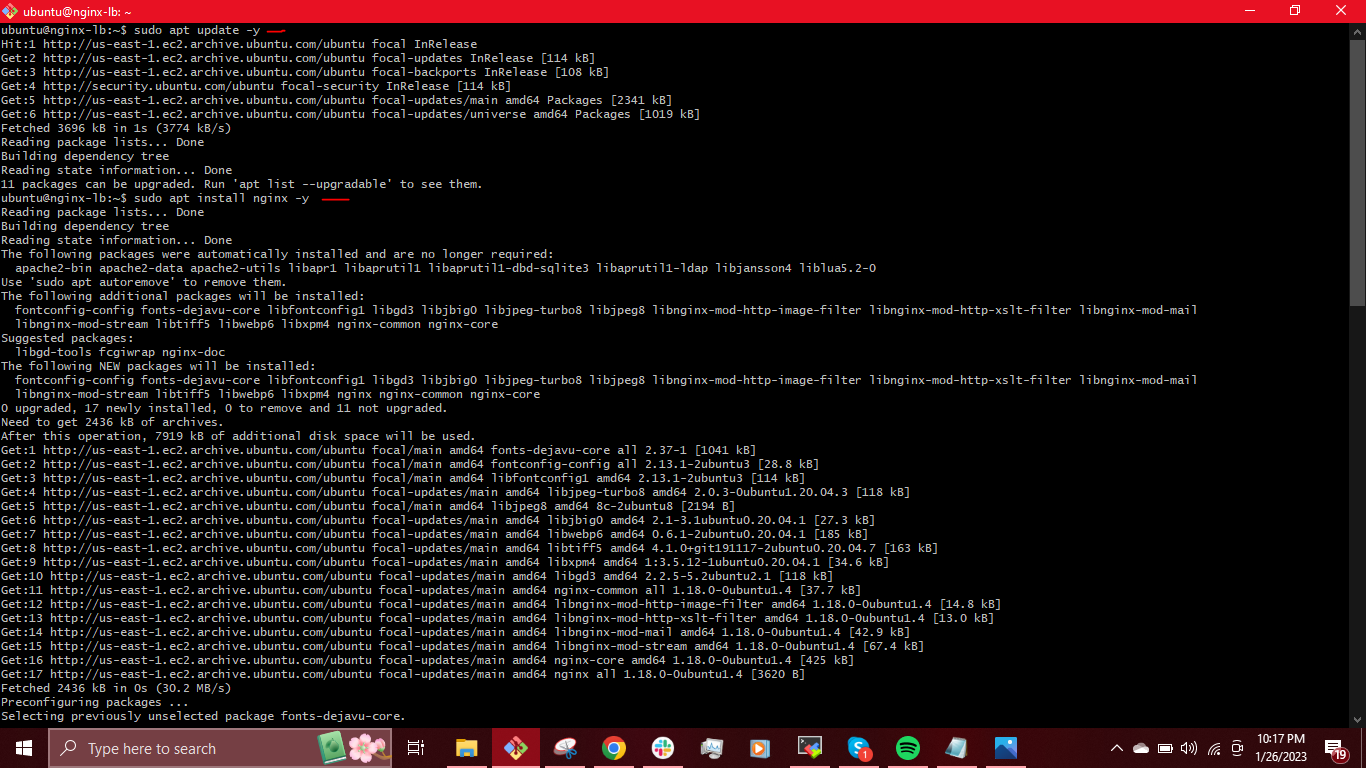 ubuntu@nginx-lb: ~
ubuntu@nginx-lb:~$ sudo apt update -y
Hit:1 http://us-east-1.ec2.archive.ubuntu.com/ubuntu focal InRelease
Get:2 http://us-east-1.ec2.archive.ubuntu.com/ubuntu focal-updates InRelease [114 kB]
Get:3 http://us-east-1.ec2.archive.ubuntu.com/ubuntu focal-backports InRelease [108 kB]
Get:4 http://security.ubuntu.com/ubuntu focal-security InRelease [114 kB]
Get:5 http://us-east-1.ec2.archive.ubuntu.com/ubuntu focal-updates/main amd64 Packages [2341 kB]
Get:6 http://us-east-1.ec2.archive.ubuntu.com/ubuntu focal-updates/universe amd64 Packages [1019 kB]
Fetched 3696 kB in 1s (3774 kB/s)
Reading package lists... Done
Building dependency tree
Reading state information... Done
11 packages can be upgraded. Run 'apt list --upgradable' to see them.
ubuntu@nginx-lb:~$ sudo apt install nginx -y
Reading package lists... Done
Building dependency tree
Reading state information... Done
The following packages were automatically installed and are no longer required:
apache2-bin apache2-data apache2-utils libapr1 libaprutil1 libaprutil1-dbd-sqlite3 libaprutil1-ldap libjansson4 liblua5.2-0
Use 'sudo apt autoremove' to remove them.
The following additional packages will be installed:
fontconfig-config fonts-dejavu-core libfontconfig1 libgd3 libjbig0 libjpeg-turbo8 libjpeg8 libnginx-mod-http-image-filter libnginx-mod-http-xslt-filter libnginx-mod-mail
libnginx-mod-stream libtiff5 libwebp6 libxpm4 nginx-common nginx-core
Suggested packages:
libgd-tools fcgiwrap nginx-doc
The following NEW packages will be installed:
fontconfig-config fonts-dejavu-core libfontconfig1 libgd3 libjbig0 libjpeg-turbo8 libjpeg8 libnginx-mod-http-image-filter libnginx-mod-http-xslt-filter libnginx-mod-mail
libnginx-mod-stream libtiff5 libwebp6 libxpm4 nginx nginx-common nginx-core
0 upgraded, 17 newly installed, 0 to remove and 11 not upgraded.
Need to get 2436 kB of archives.
After this operation, 7919 kB of additional disk space will be used.
Get:1 http://us-east-1.ec2.archive.ubuntu.com/ubuntu focal/main amd64 fonts-dejavu-core all 2.37-1 [1041 kB]
Get:2 http://us-east-1.ec2.archive.ubuntu.com/ubuntu focal/main amd64 fontconfig-config all 2.13.1-2ubuntu3 [28.8 kB]
Get:3 http://us-east-1.ec2.archive.ubuntu.com/ubuntu focal/main amd64 libfontconfig1 amd64 2.13.1-2ubuntu3 [114 kB]
Get:4 http://us-east-1.ec2.archive.ubuntu.com/ubuntu focal-updates/main amd64 libjpeg-turbo8 amd64 2.0.3-0ubuntu1.20.04.3 [118 kB]
Get:5 http://us-east-1.ec2.archive.ubuntu.com/ubuntu focal/main amd64 libjpeg8 amd64 8c-2ubuntu8 [2194 B]
Get:6 http://us-east-1.ec2.archive.ubuntu.com/ubuntu focal-updates/main amd64 libjbig0 amd64 2.1-3.1ubuntu0.20.04.1 [27.3 kB]
Get:7 http://us-east-1.ec2.archive.ubuntu.com/ubuntu focal-updates/main amd64 libwebp6 amd64 0.6.1-2ubuntu0.20.04.1 [185 kB]
Get:8 http://us-east-1.ec2.archive.ubuntu.com/ubuntu focal-updates/main amd64 libtiff5 amd64 4.1.0+git191117-2ubuntu0.20.04.7 [163 kB]
Get:9 http://us-east-1.ec2.archive.ubuntu.com/ubuntu focal-updates/main amd64 libxpm4 amd64 1:3.5.12-1ubuntu0.20.04.1 [34.6 kB]
Get:10 http://us-east-1.ec2.archive.ubuntu.com/ubuntu focal-updates/main amd64 libgd3 amd64 2.2.5-5.2ubuntu2.1 [118 kB]
Get:11 http://us-east-1.ec2.archive.ubuntu.com/ubuntu focal-updates/main amd64 nginx-common all 1.18.0-0ubuntu1.4 [37.7 kB]
Get:12 http://us-east-1.ec2.archive.ubuntu.com/ubuntu focal-updates/main amd64 libnginx-mod-http-image-filter amd64 1.18.0-0ubuntu1.4 [14.8 kB]
Get:13 http://us-east-1.ec2.archive.ubuntu.com/ubuntu focal-updates/main amd64 libnginx-mod-http-xslt-filter amd64 1.18.0-0ubuntu1.4 [13.0 kB]
Get:14 http://us-east-1.ec2.archive.ubuntu.com/ubuntu focal-updates/main amd64 libnginx-mod-mail amd64 1.18.0-0ubuntu1.4 [42.9 kB]
Get:15 http://us-east-1.ec2.archive.ubuntu.com/ubuntu focal-updates/main amd64 libnginx-mod-stream amd64 1.18.0-0ubuntu1.4 [67.4 kB]
Get:16 http://us-east-1.ec2.archive.ubuntu.com/ubuntu focal-updates/main amd64 nginx-core amd64 1.18.0-0ubuntu1.4 [425 kB]
Get:17 http://us-east-1.ec2.archive.ubuntu.com/ubuntu focal-updates/main amd64 nginx all 1.18.0-0ubuntu1.4 [3620 B]
Fetched 2436 kB in 0s (30.2 MB/s)
Preconfiguring packages ...
Selecting previously unselected package fonts-dejavu-core.
Type here to search
1
10:17 PM
1/26/2023
19